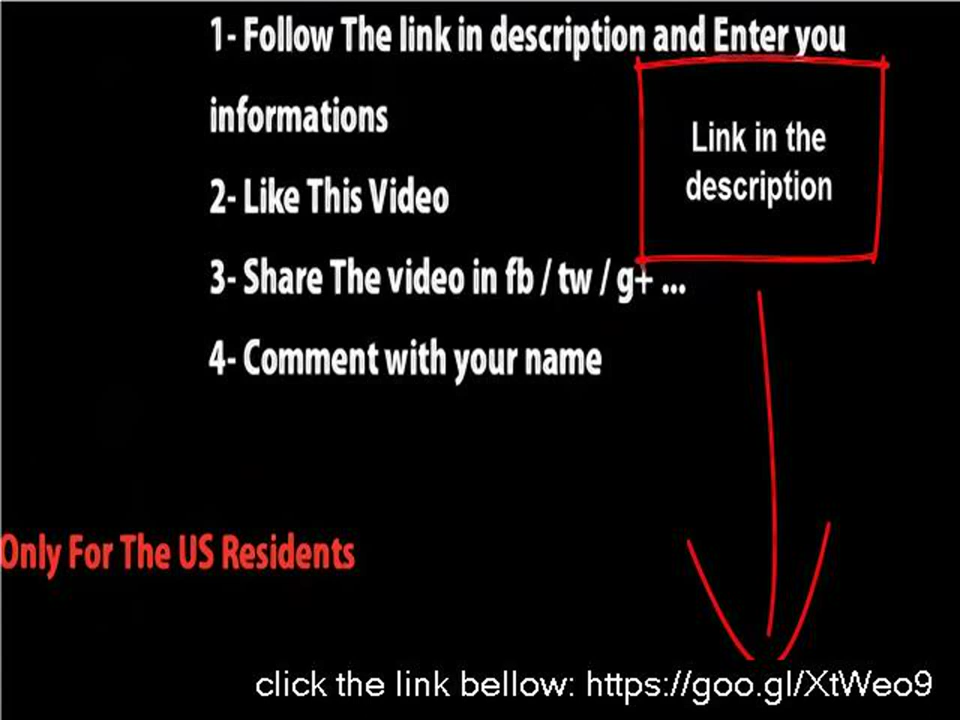 1- Follow The link in description and Enter you
informations
Link in the
description
2- Like This Video
3- Share The video in fb / tw / g+ ...
4- Comment with your name
Only For The US Residents
click the link bellow: https://goo.gl/XtWeo9